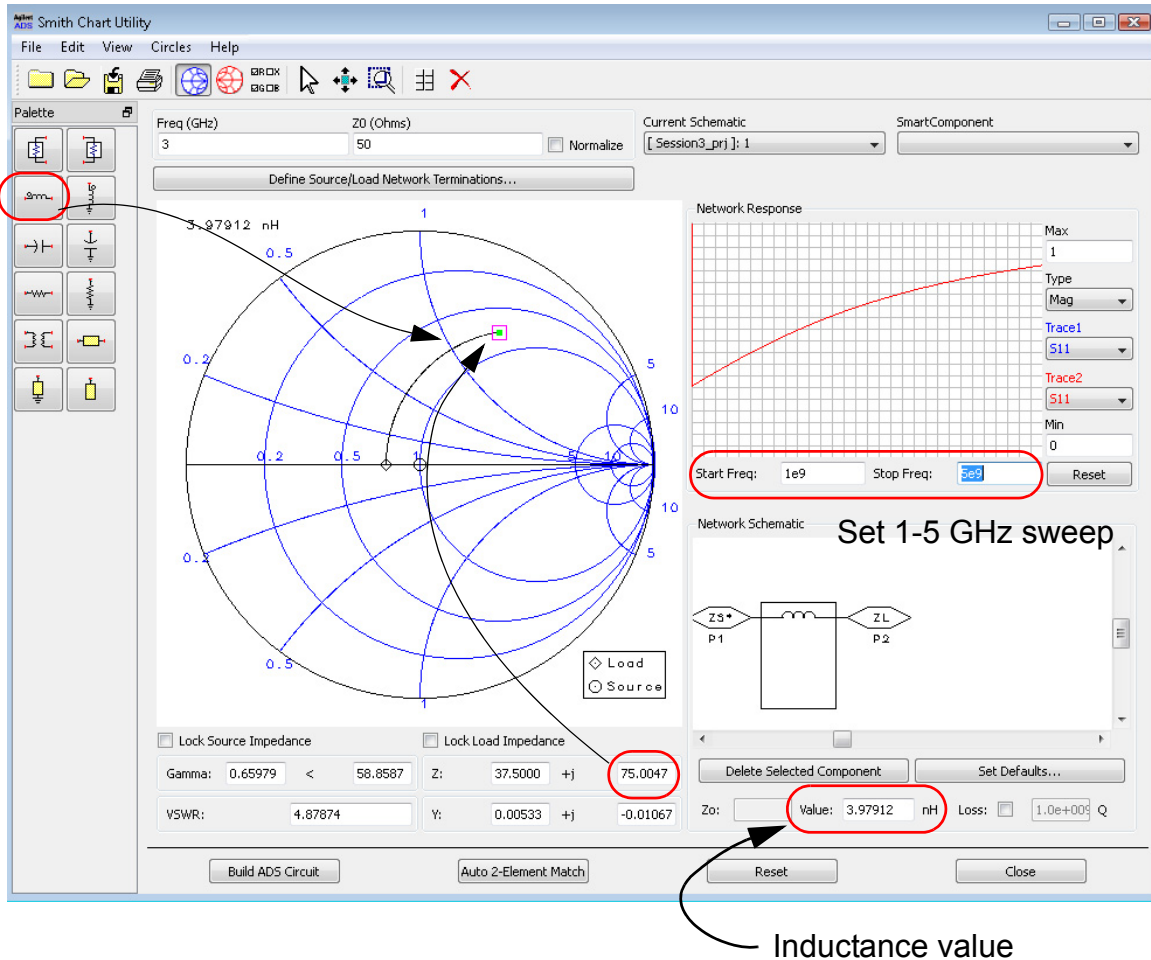 Agilent ADS Smith Chart Utility
File Edit View Circles Help
Palette
Freq (GHz) Z0 (Ohms) Current Schematic SmartComponent
3 50 Normalize [ Session3_prj ]: 1
Define Source/Load Network Terminations...
3.97912 nH
1
0.5
0.2
5
10
0.2 0.5 1 5 10
10
5
0.2
0.5
1
Load
Source
Network Response
Max
1
Type
Mag
Trace1
S11
Trace2
S11
Min
0
Start Freq: 1e9 Stop Freq: 5e9 Reset
Set 1-5 GHz sweep
Network Schematic
ZS* ZL
P1 P2
Lock Source Impedance Lock Load Impedance
Gamma: 0.65979 < 58.8587 Z: 37.5000 +j 75.0047
VSWR: 4.87874 Y: 0.00533 +j -0.01067
Delete Selected Component Set Defaults...
Zo: Value: 3.97912 nH Loss: 1.0e+009 Q
Build ADS Circuit Auto 2-Element Match Reset Close
Inductance value